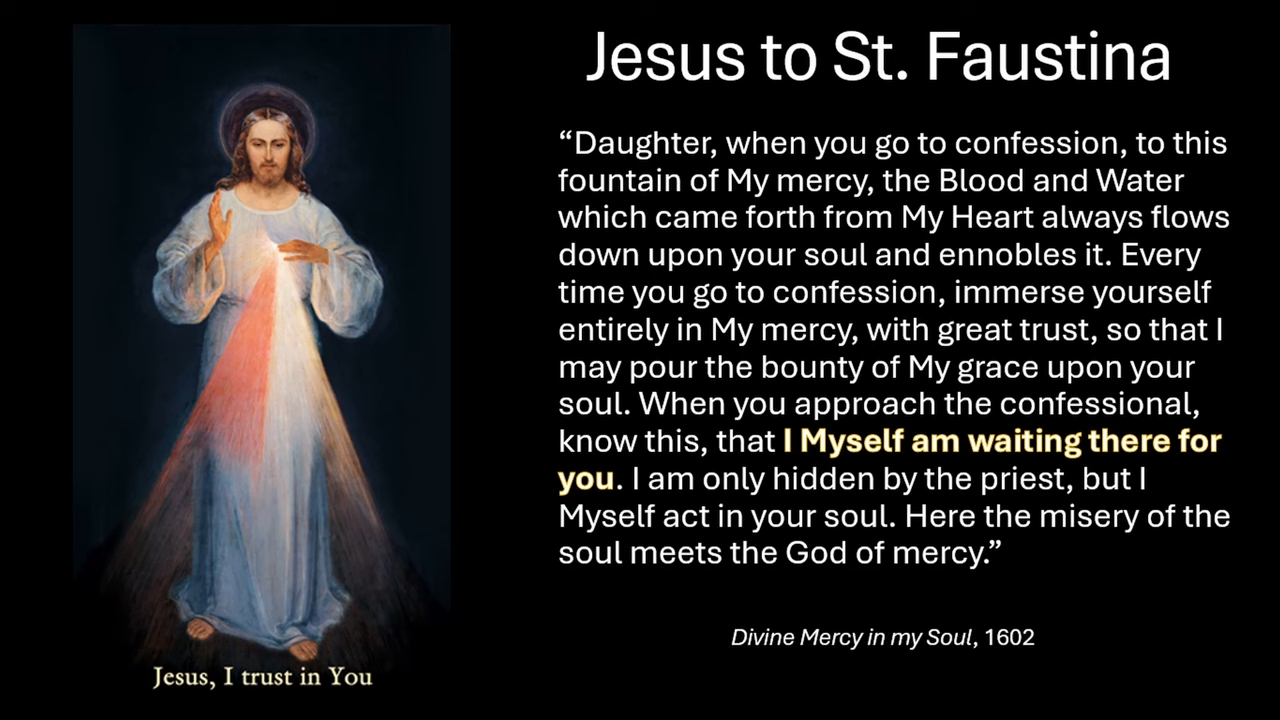 Jesus to St. Faustina
“Daughter, when you go to confession, to this
fountain of My mercy, the Blood and Water
which came forth from My Heart always flows
down upon your soul and ennobles it. Every
time you go to confession, immerse yourself
entirely in My mercy, with great trust, so that I
may pour the bounty of My grace upon your
soul. When you approach the confessional,
know this, that I Myself am waiting there for
you. I am only hidden by the priest, but I
Myself act in your soul. Here the misery of the
soul meets the God of mercy.”
Divine Mercy in my Soul, 1602
Jesus, I trust in You